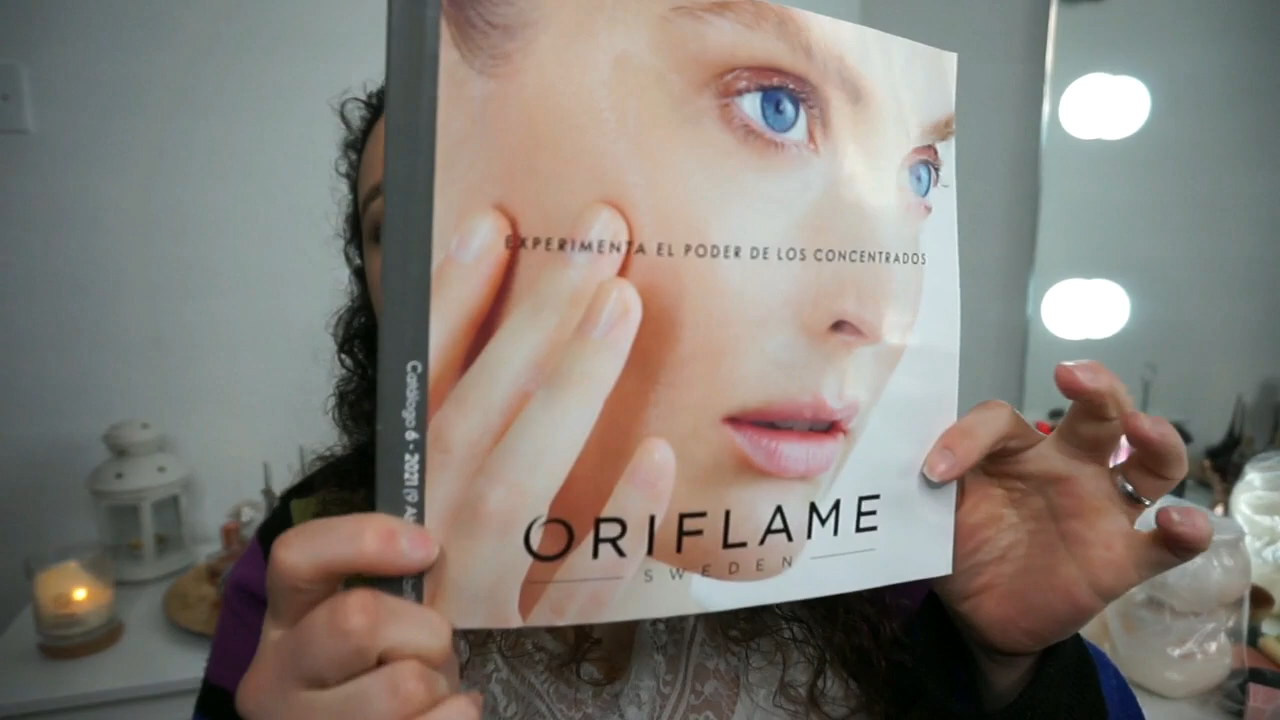 EXPERIMENTA EL PODER DE LOS CONCENTRADOS
ORIFLAME
SWEDEN
Catálogo 6 - 2021